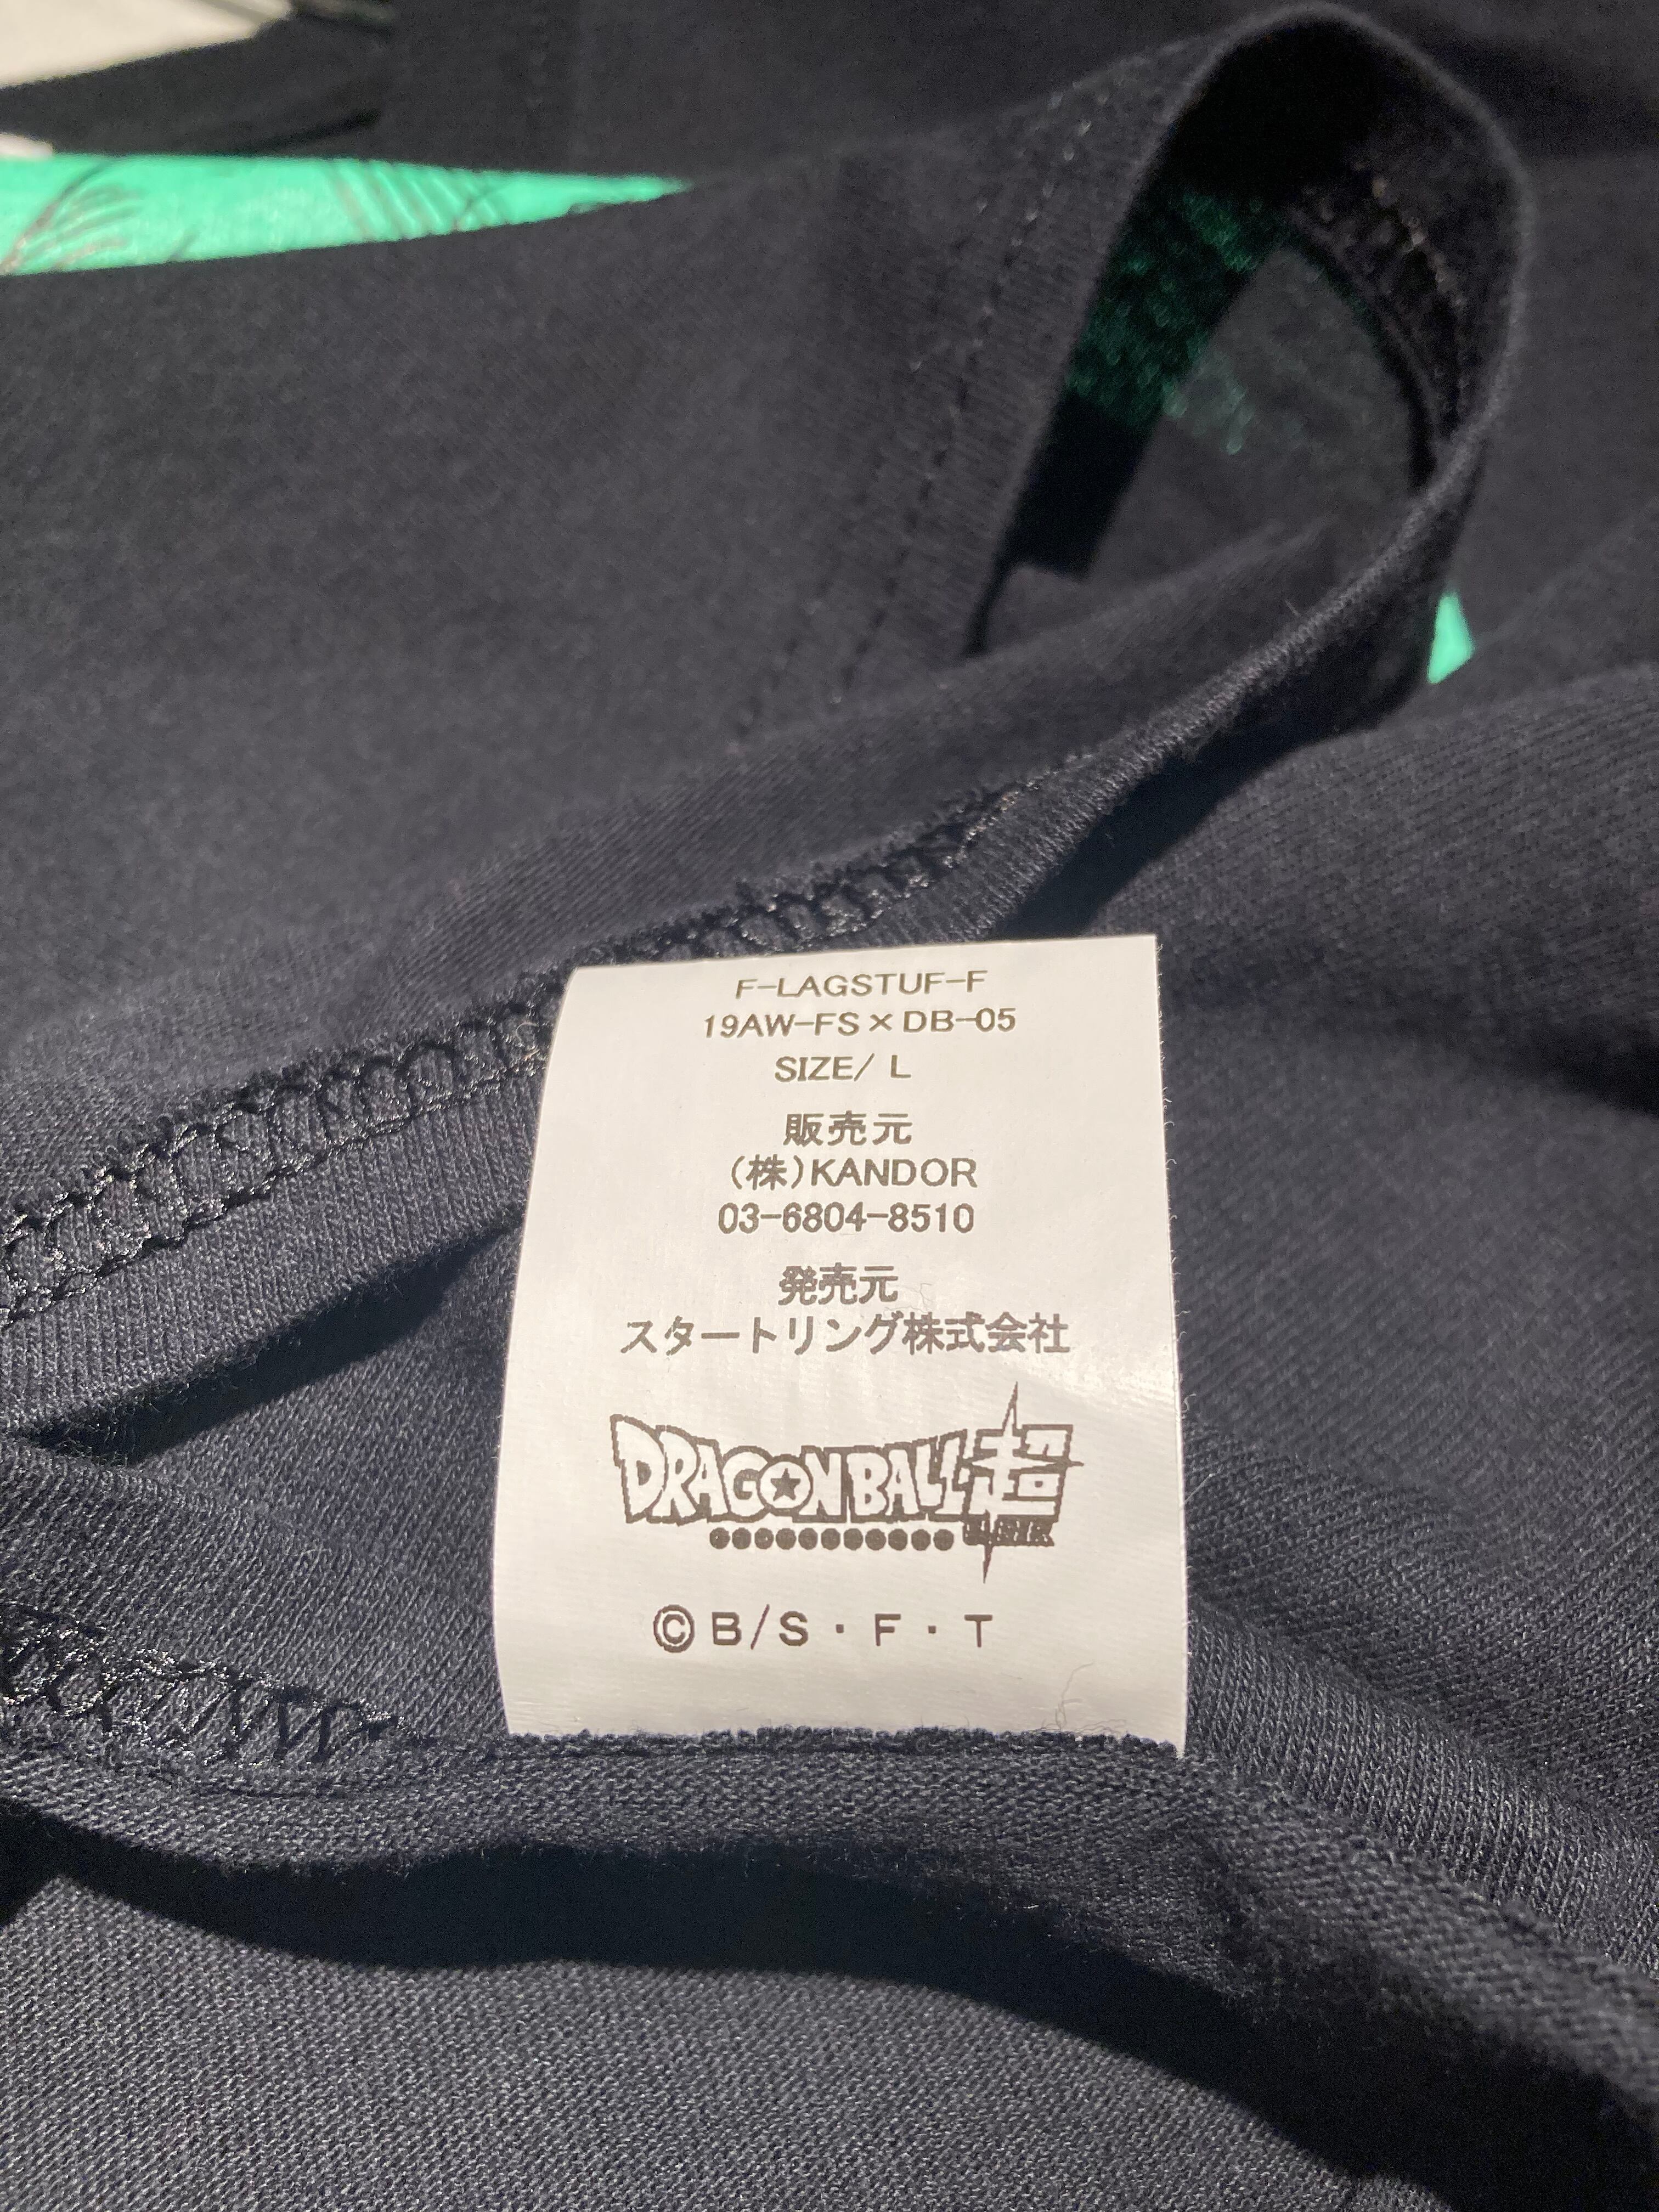 F-LAGSTUF-F
19AW-FS×DB-05
SIZE/ L
販売元
(株)KANDOR
03-6804-8510
発売元
スタートリング株式会社
DRAGONBALL超
©B/S・F・T